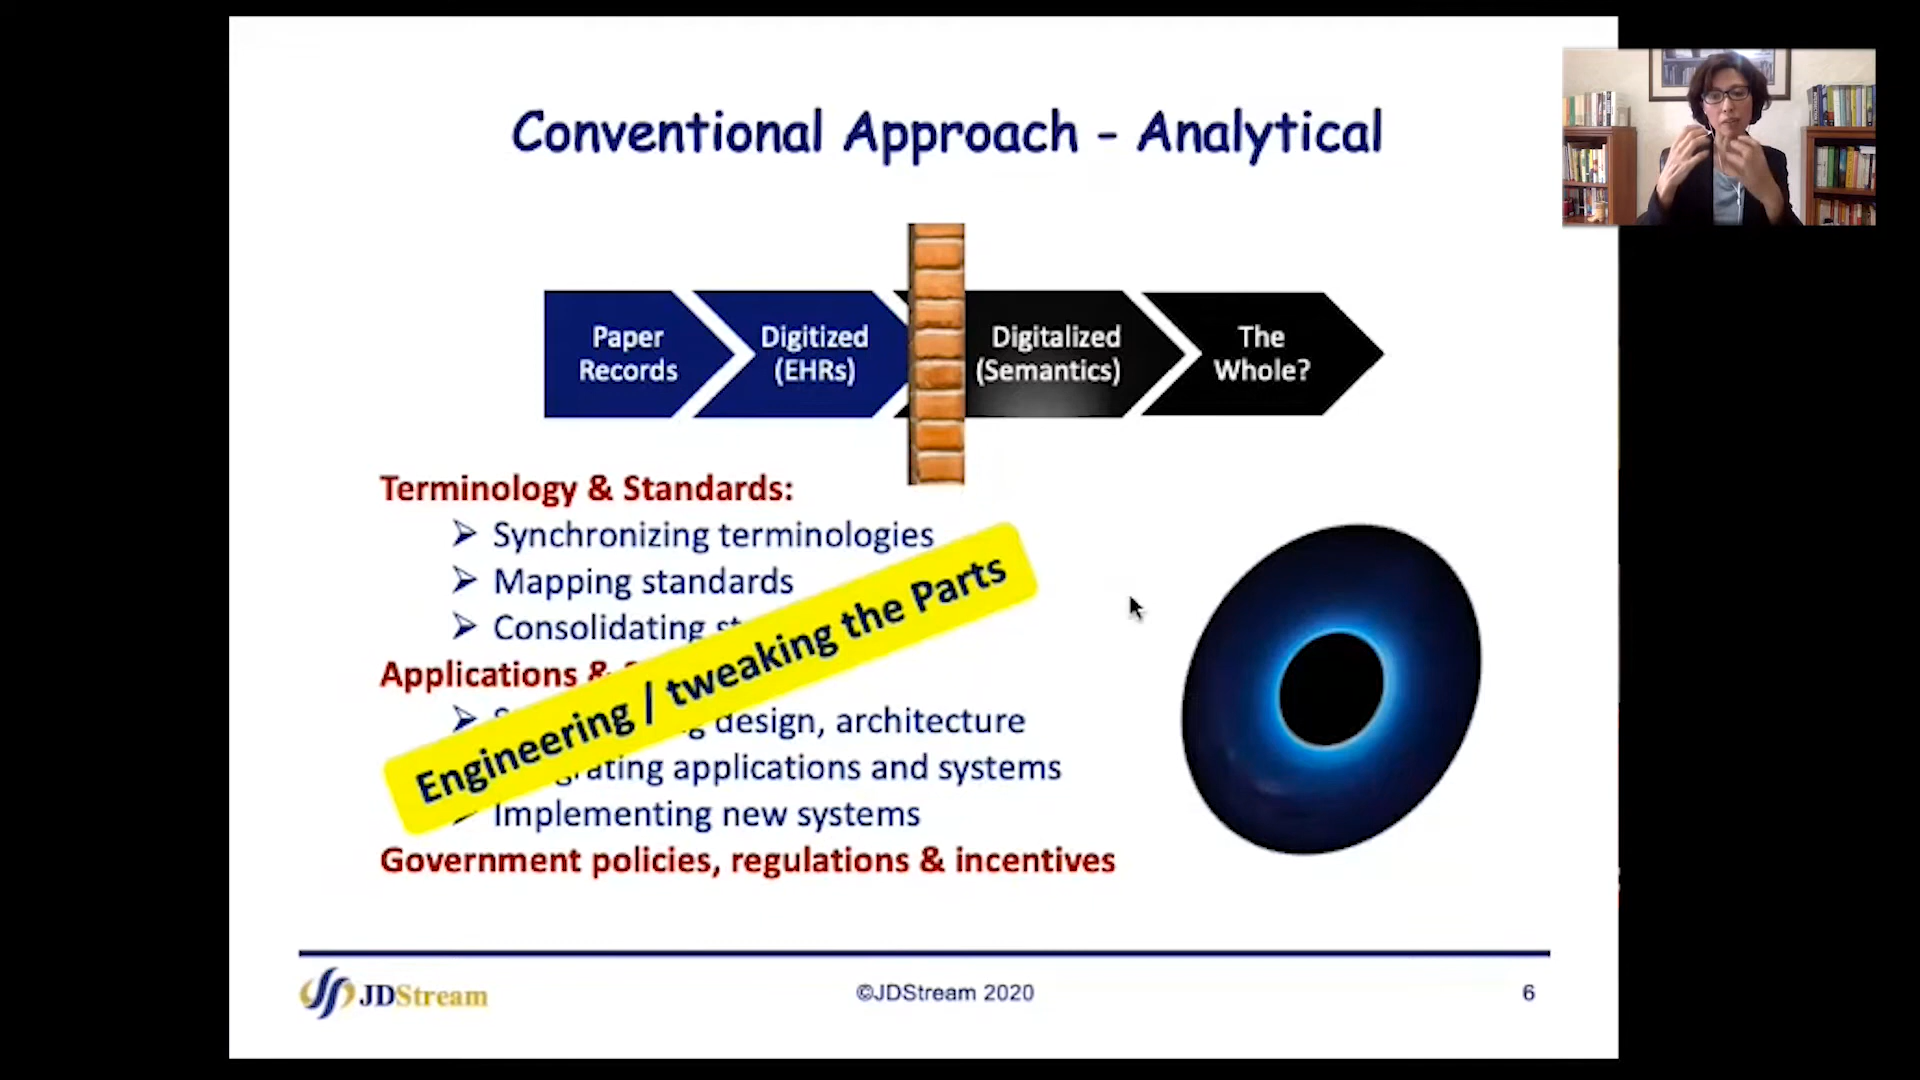 Conventional Approach - Analytical
Paper
Records
Digitized
(EHRs)
Digitalized
(Semantics)
The
Whole?
Terminology & Standards:
Synchronizing terminologies
Mapping standards
Consolidating
Engineering / tweaking the Parts
Applications &
design, architecture
applications and systems
Implementing new systems
Government policies, regulations & incentives
JDStream
©JDStream 2020
6